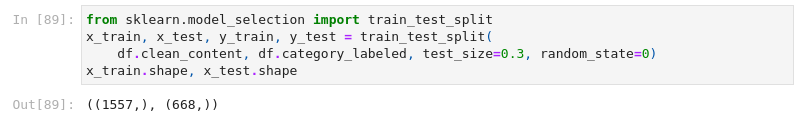 In [89]: from sklearn.model_selection import train_test_split
x_train, x_test, y_train, y_test = train_test_split(
    df.clean_content, df.category_labeled, test_size=0.3, random_state=0)
x_train.shape, x_test.shape
Out[89]: ((1557,), (668,))